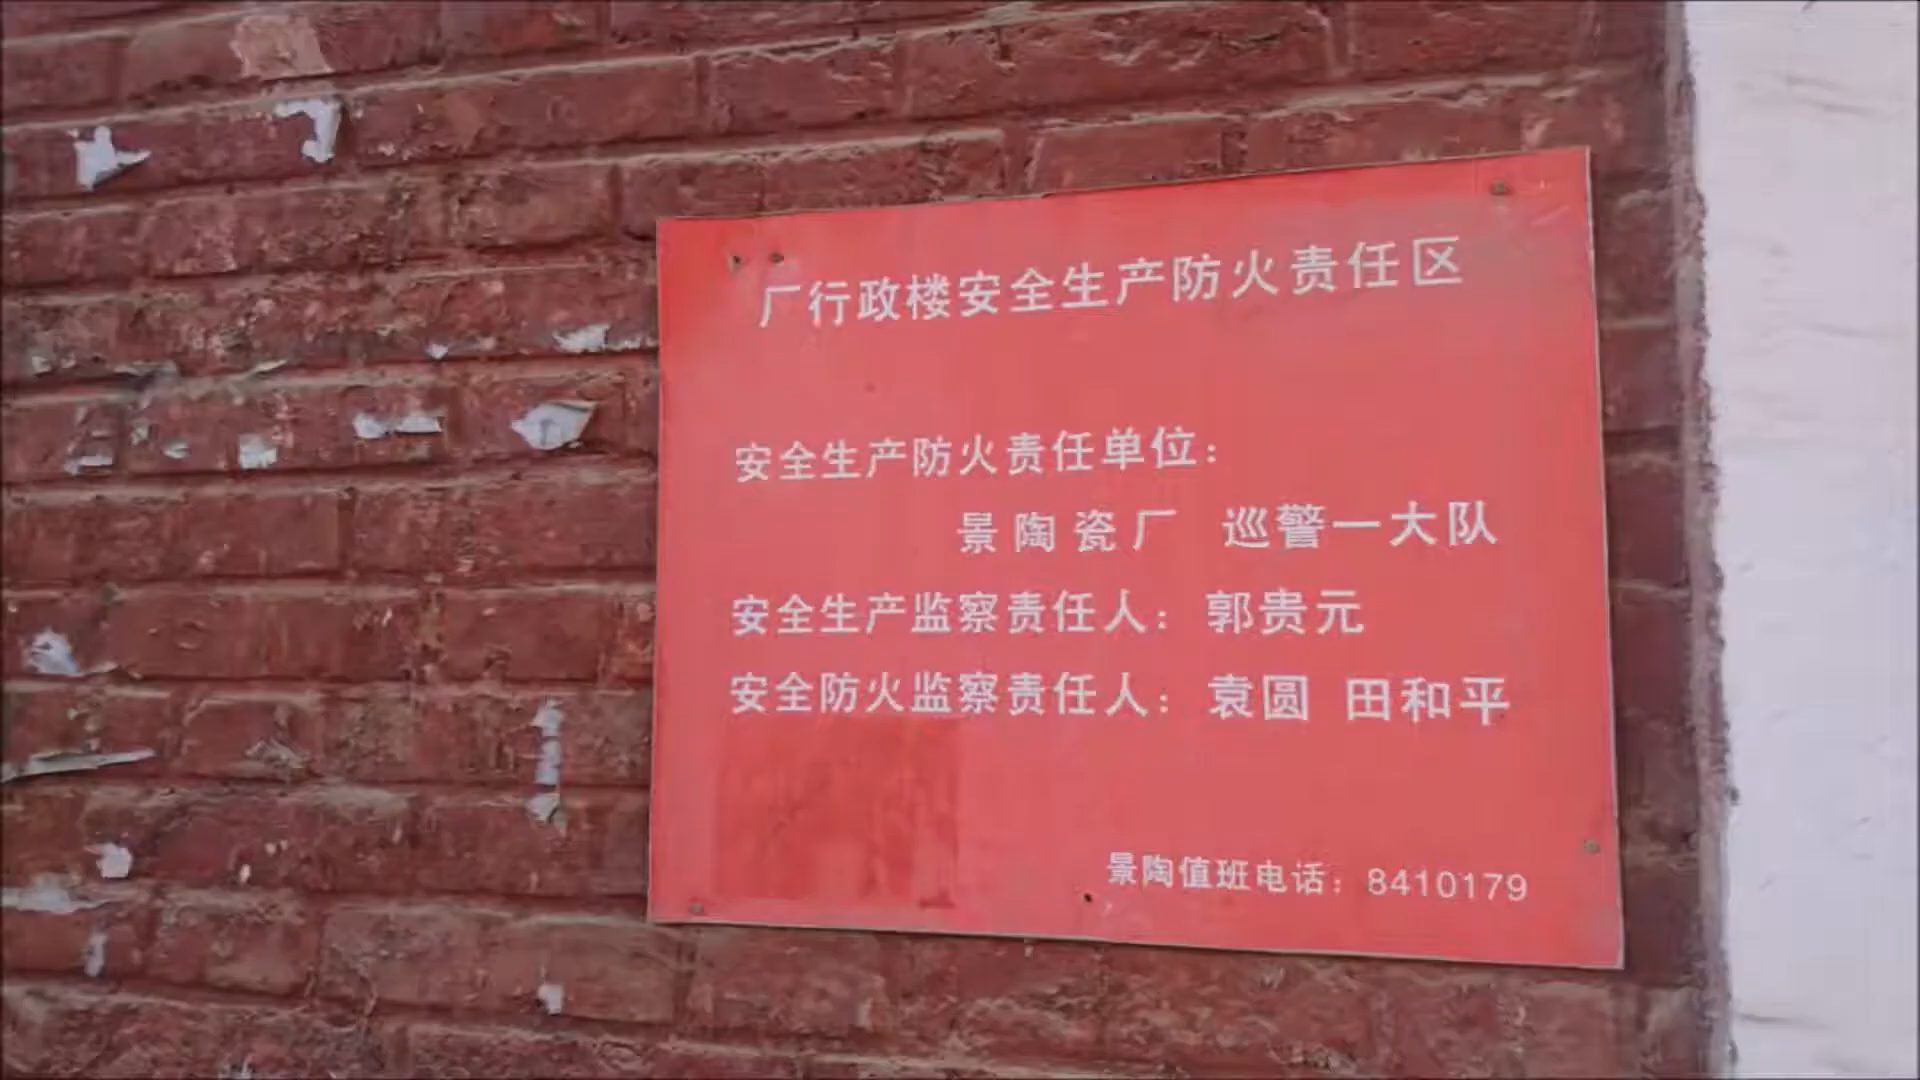 厂行政楼安全生产防火责任区
安全生产防火责任单位：
景陶瓷厂 巡警一大队
安全生产监察责任人：郭贵元
安全防火监察责任人：袁圆 田和平
景陶值班电话：8410179